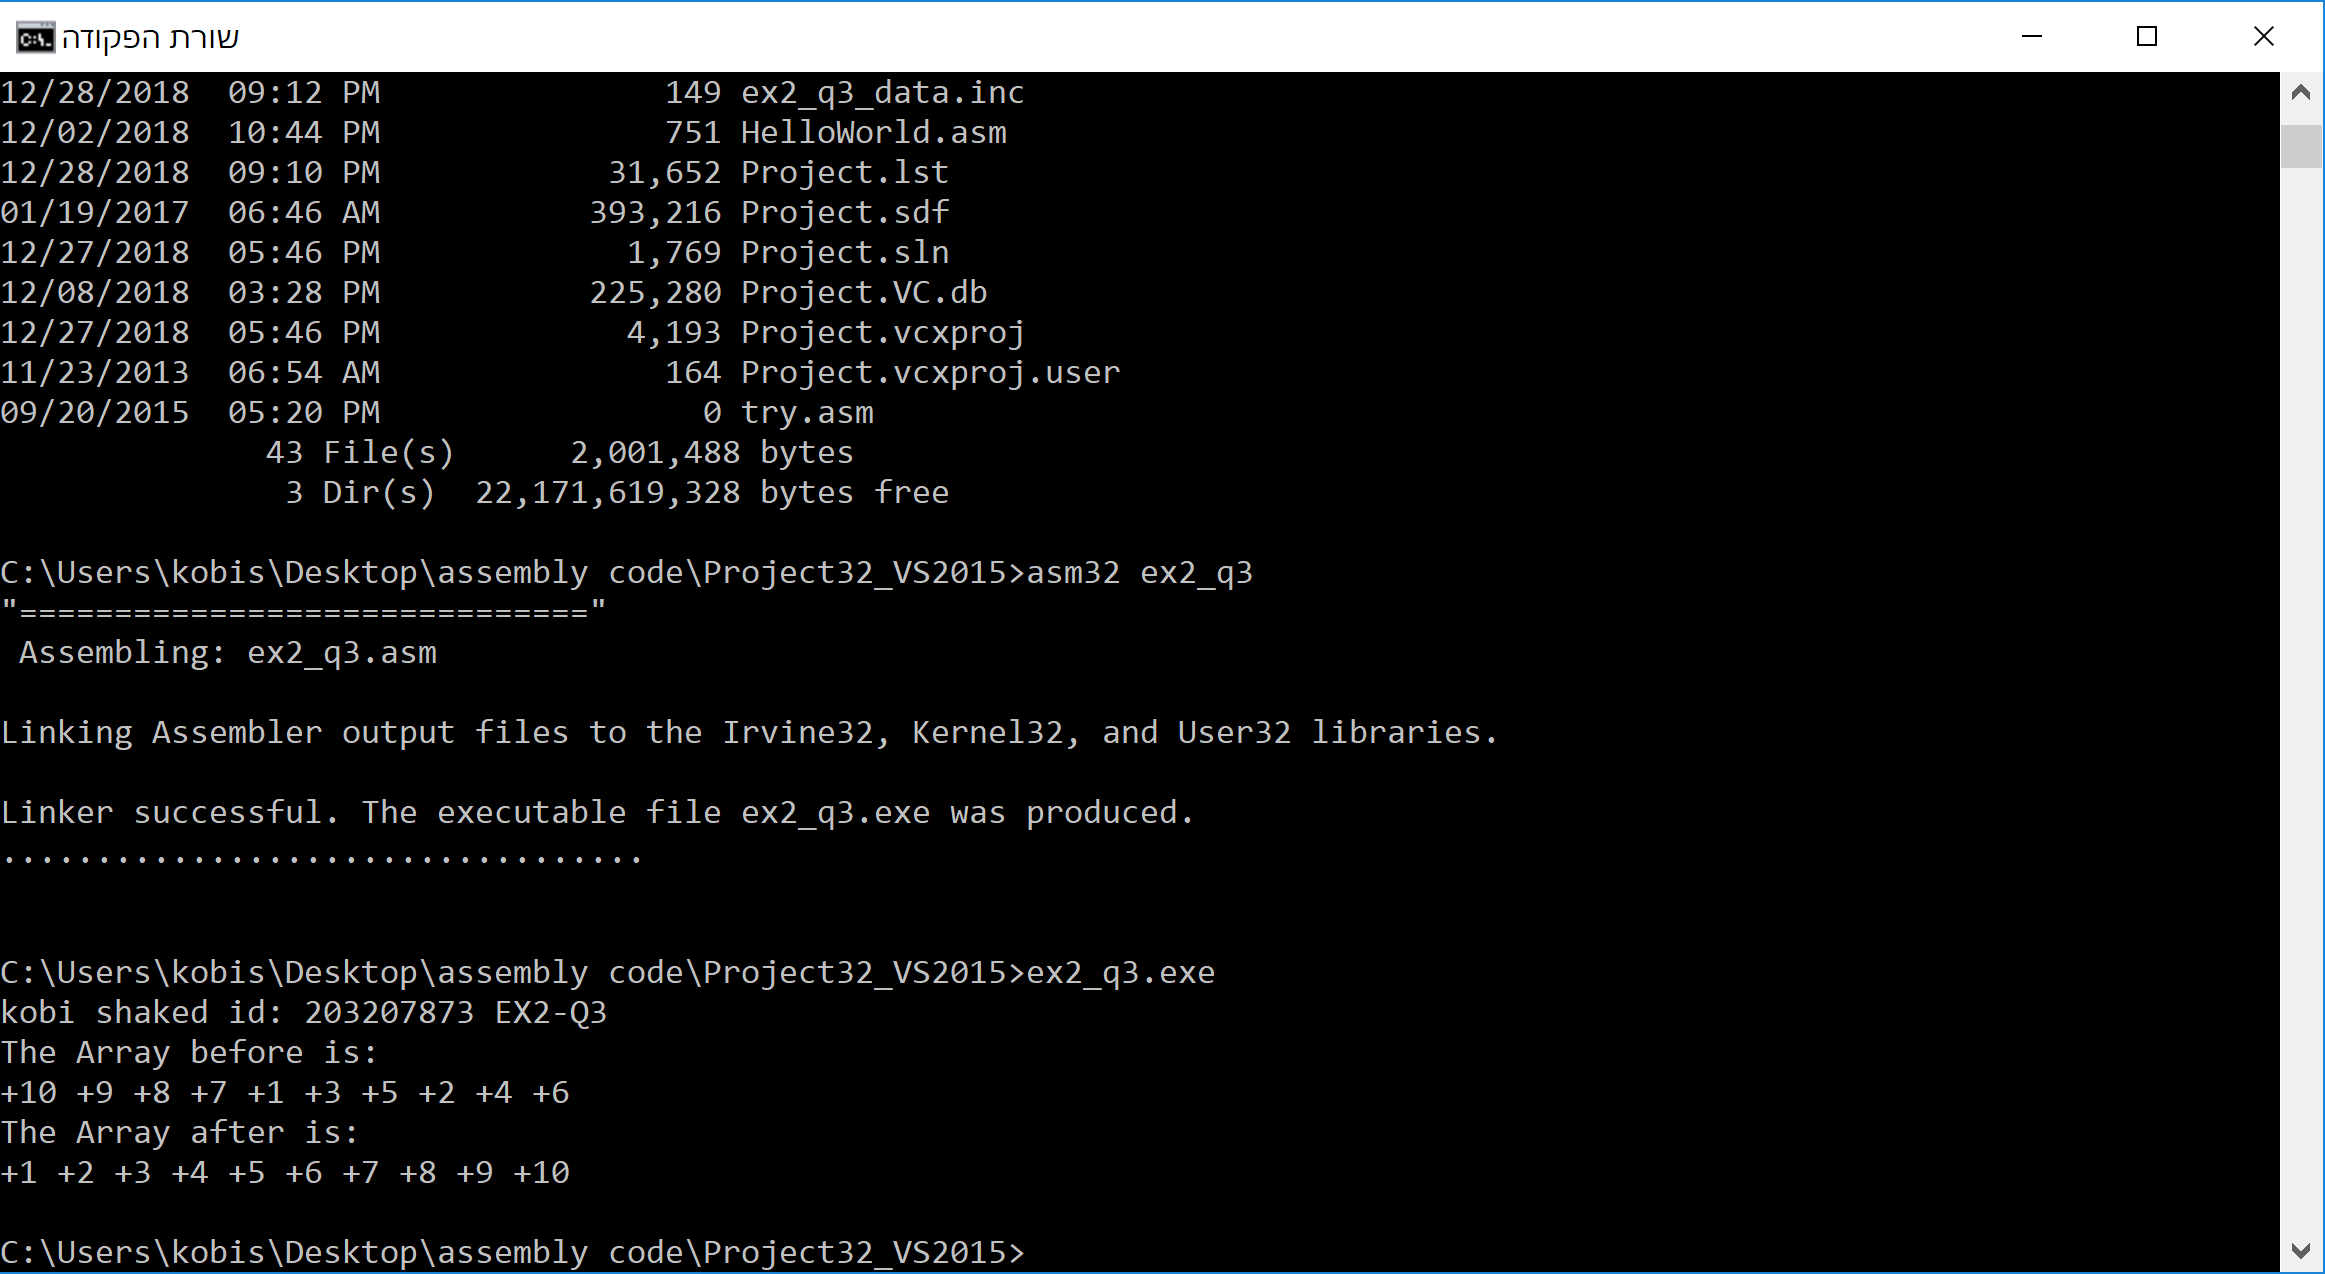 שורת הפקודה
12/28/2018  09:12 PM               149 ex2_q3_data.inc
12/02/2018  10:44 PM               751 HelloWorld.asm
12/28/2018  09:10 PM            31,652 Project.lst
01/19/2017  06:46 AM           393,216 Project.sdf
12/27/2018  05:46 PM             1,769 Project.sln
12/08/2018  03:28 PM           225,280 Project.VC.db
12/27/2018  05:46 PM             4,193 Project.vcxproj
11/23/2013  06:54 AM               164 Project.vcxproj.user
09/20/2015  05:20 PM                 0 try.asm
              43 File(s)      2,001,488 bytes
               3 Dir(s)  22,171,619,328 bytes free
C:\Users\kobis\Desktop\assembly code\Project32_VS2015>asm32 ex2_q3
"=============================="
 Assembling: ex2_q3.asm
Linking Assembler output files to the Irvine32, Kernel32, and User32 libraries.
Linker successful. The executable file ex2_q3.exe was produced.
..................................
C:\Users\kobis\Desktop\assembly code\Project32_VS2015>ex2_q3.exe
kobi shaked id: 203207873 EX2-Q3
The Array before is:
+10 +9 +8 +7 +1 +3 +5 +2 +4 +6
The Array after is:
+1 +2 +3 +4 +5 +6 +7 +8 +9 +10
C:\Users\kobis\Desktop\assembly code\Project32_VS2015>